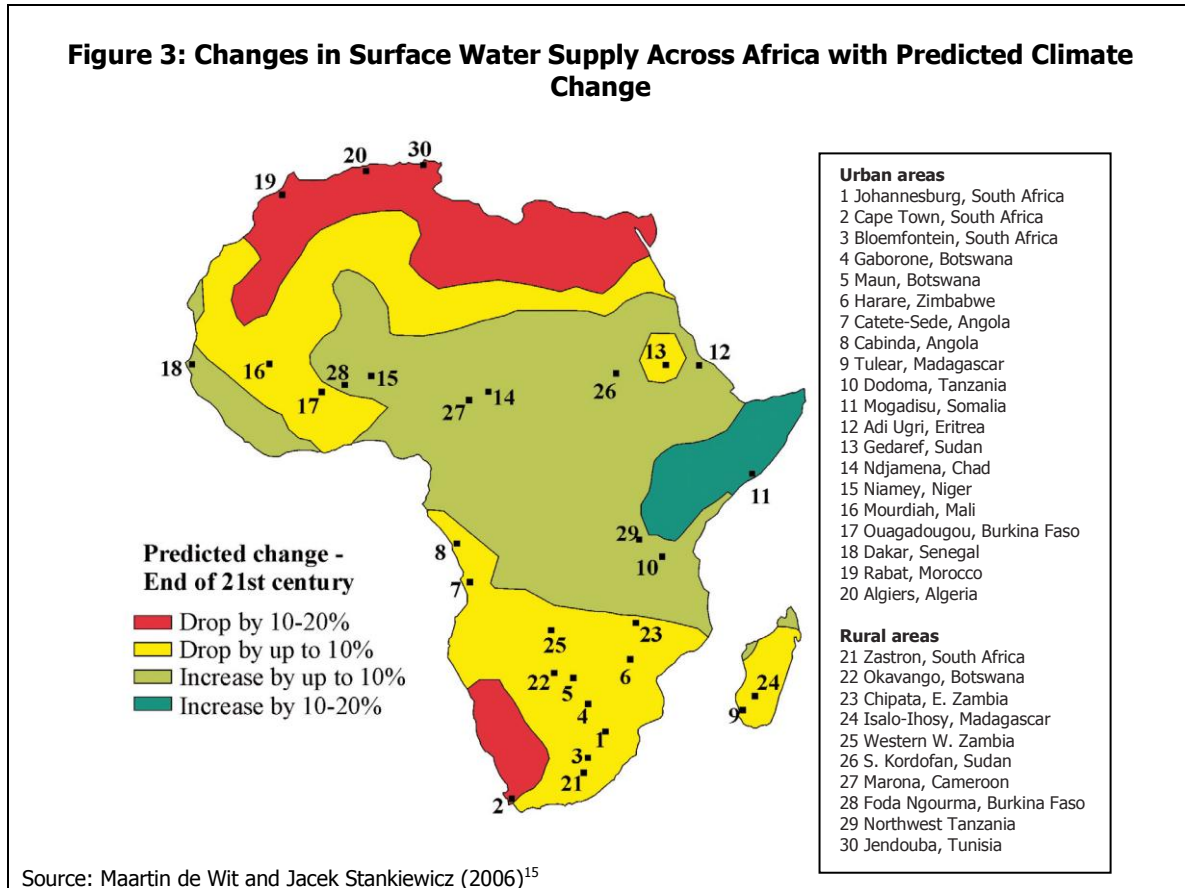 Figure 3: Changes in Surface Water Supply Across Africa with Predicted Climate
Change
30
20
19
18
16
28
15
17
27
14
26
13
12
11
29
10
8
7
25
23
22
5
6
4
24
9
1
3
21
2
Predicted change -
End of 21st century
Drop by 10-20%
Drop by up to 10%
Increase by up to 10%
Increase by 10-20%
Urban areas
1 Johannesburg, South Africa
2 Cape Town, South Africa
3 Bloemfontein, South Africa
4 Gaborone, Botswana
5 Maun, Botswana
6 Harare, Zimbabwe
7 Catete-Sede, Angola
8 Cabinda, Angola
9 Tulear, Madagascar
10 Dodoma, Tanzania
11 Mogadisu, Somalia
12 Adi Ugri, Eritrea
13 Gedaref, Sudan
14 Ndjamena, Chad
15 Niamey, Niger
16 Mourdiah, Mali
17 Ouagadougou, Burkina Faso
18 Dakar, Senegal
19 Rabat, Morocco
20 Algiers, Algeria
Rural areas
21 Zastron, South Africa
22 Okavango, Botswana
23 Chipata, E. Zambia
24 Isalo-Ihosy, Madagascar
25 Western W. Zambia
26 S. Kordofan, Sudan
27 Marona, Cameroon
28 Foda Ngourma, Burkina Faso
29 Northwest Tanzania
30 Jendouba, Tunisia
Source: Maartin de Wit and Jacek Stankiewicz (2006)15